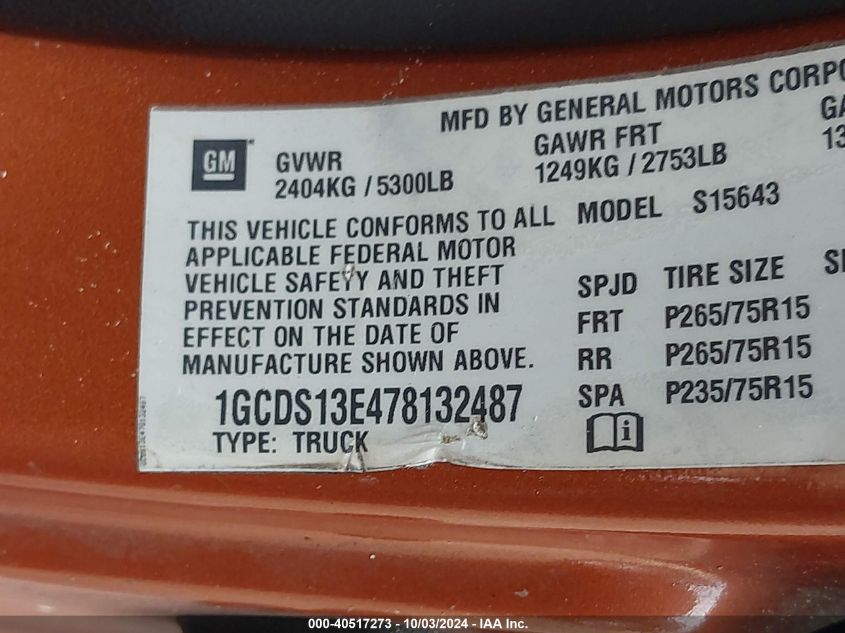 MFD BY GENERAL MOTORS CORPO
GM
GVWR
2404KG / 5300LB
GAWR FRT
1249KG / 2753LB
GA
13
THIS VEHICLE CONFORMS TO ALL
APPLICABLE FEDERAL MOTOR
VEHICLE SAFETY AND THEFT
PREVENTION STANDARDS IN
EFFECT ON THE DATE OF
MANUFACTURE SHOWN ABOVE.
MODEL S15643
SPJD TIRE SIZE
FRT P265/75R15
RR P265/75R15
SPA P235/75R15
1GCDS13E478132487
TYPE: TRUCK
i
000-40517273 - 10/03/2024 - IAA Inc.